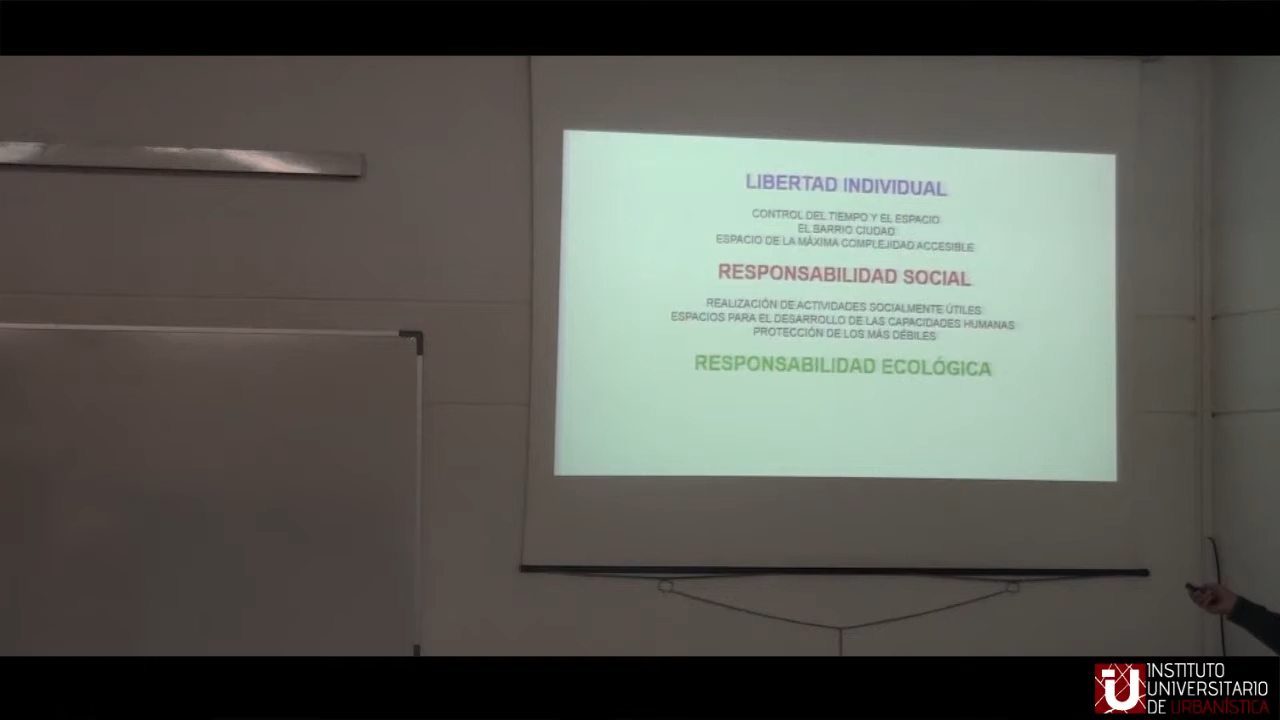 LIBERTAD INDIVIDUAL
CONTROL DEL TIEMPO Y EL ESPACIO
EL BARRIO CIUDAD
ESPACIO DE LA MÁXIMA COMPLEJIDAD ACCESIBLE
RESPONSABILIDAD SOCIAL
REALIZACIÓN DE ACTIVIDADES SOCIALMENTE ÚTILES
ESPACIOS PARA EL DESARROLLO DE LAS CAPACIDADES HUMANAS
PROTECCIÓN DE LOS MÁS DÉBILES
RESPONSABILIDAD ECOLÓGICA
iU INSTITUTO
UNIVERSITARIO
DE URBANÍSTICA